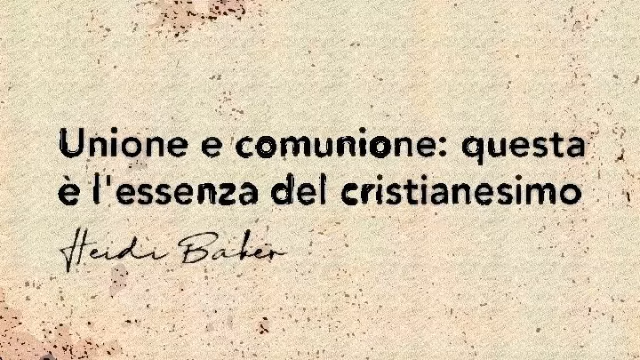 Unione e comunione: questa
è l'essenza del cristianesimo
Heidi Baker